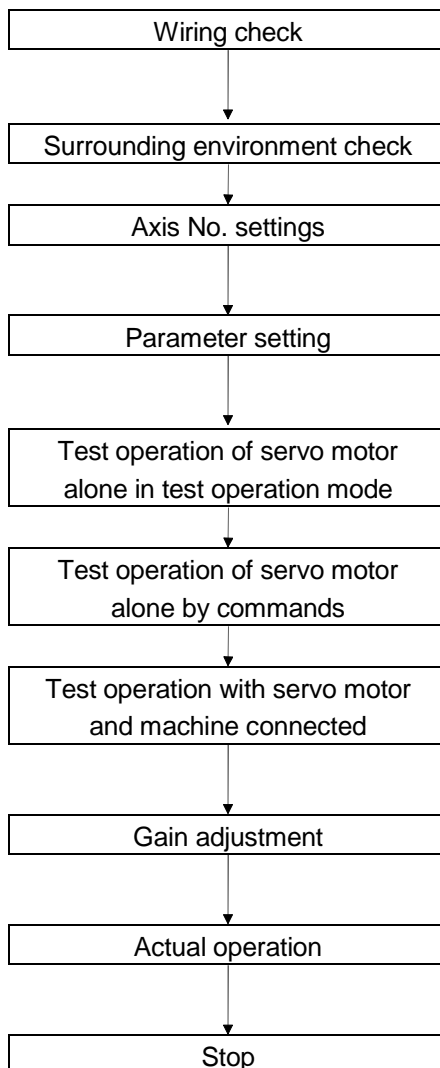 Wiring check
Surrounding environment check
Axis No. settings
Parameter setting
Test operation of servo motor
alone in test operation mode
Test operation of servo motor
alone by commands
Test operation with servo motor
and machine connected
Gain adjustment
Actual operation
Stop